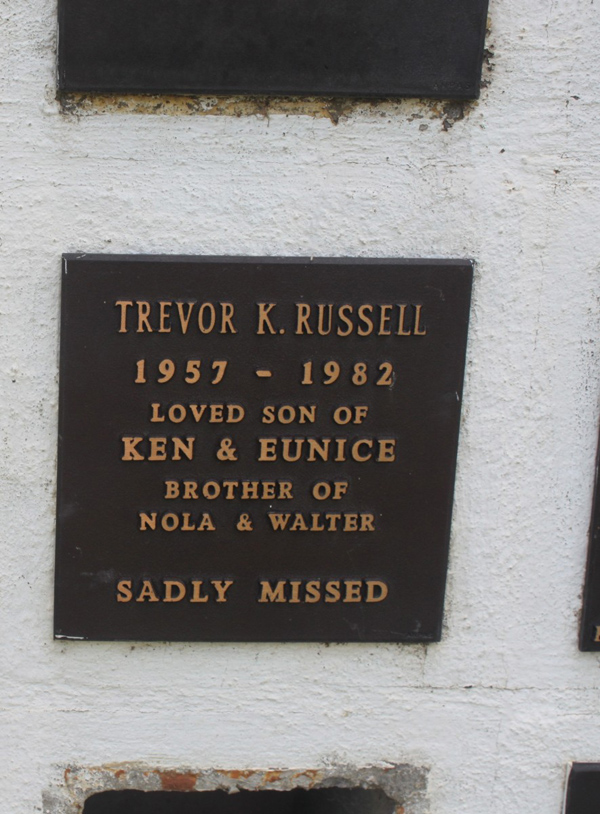 TREVOR K. RUSSELL
1957 - 1982
LOVED SON OF
KEN & EUNICE
BROTHER OF
NOLA & WALTER
SADLY MISSED